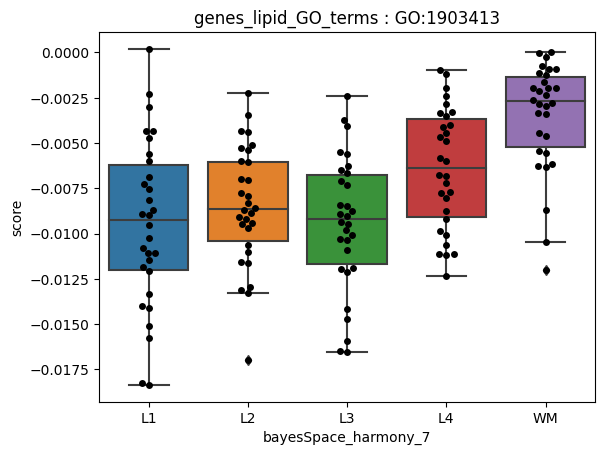 genes_lipid_GO_terms : GO:1903413
0.0000
−0.0025
−0.0050
−0.0075
−0.0100
−0.0125
−0.0150
−0.0175
score
L1 L2 L3 L4 WM
bayesSpace_harmony_7